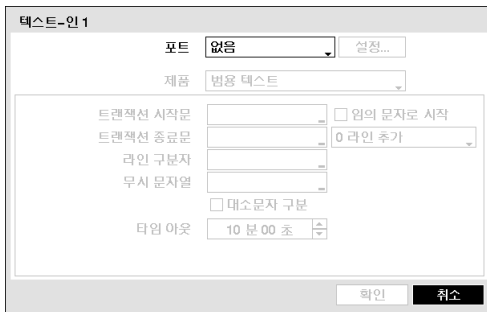 텍스트-인 1
포트 없음 설정...
제품 범용 텍스트
트랜잭션 시작문 임의 문자로 시작
트랜잭션 종료문 0 라인 추가
라인 구분자
무시 문자열
대소문자 구분
타임 아웃 10 분 00 초
확인 취소